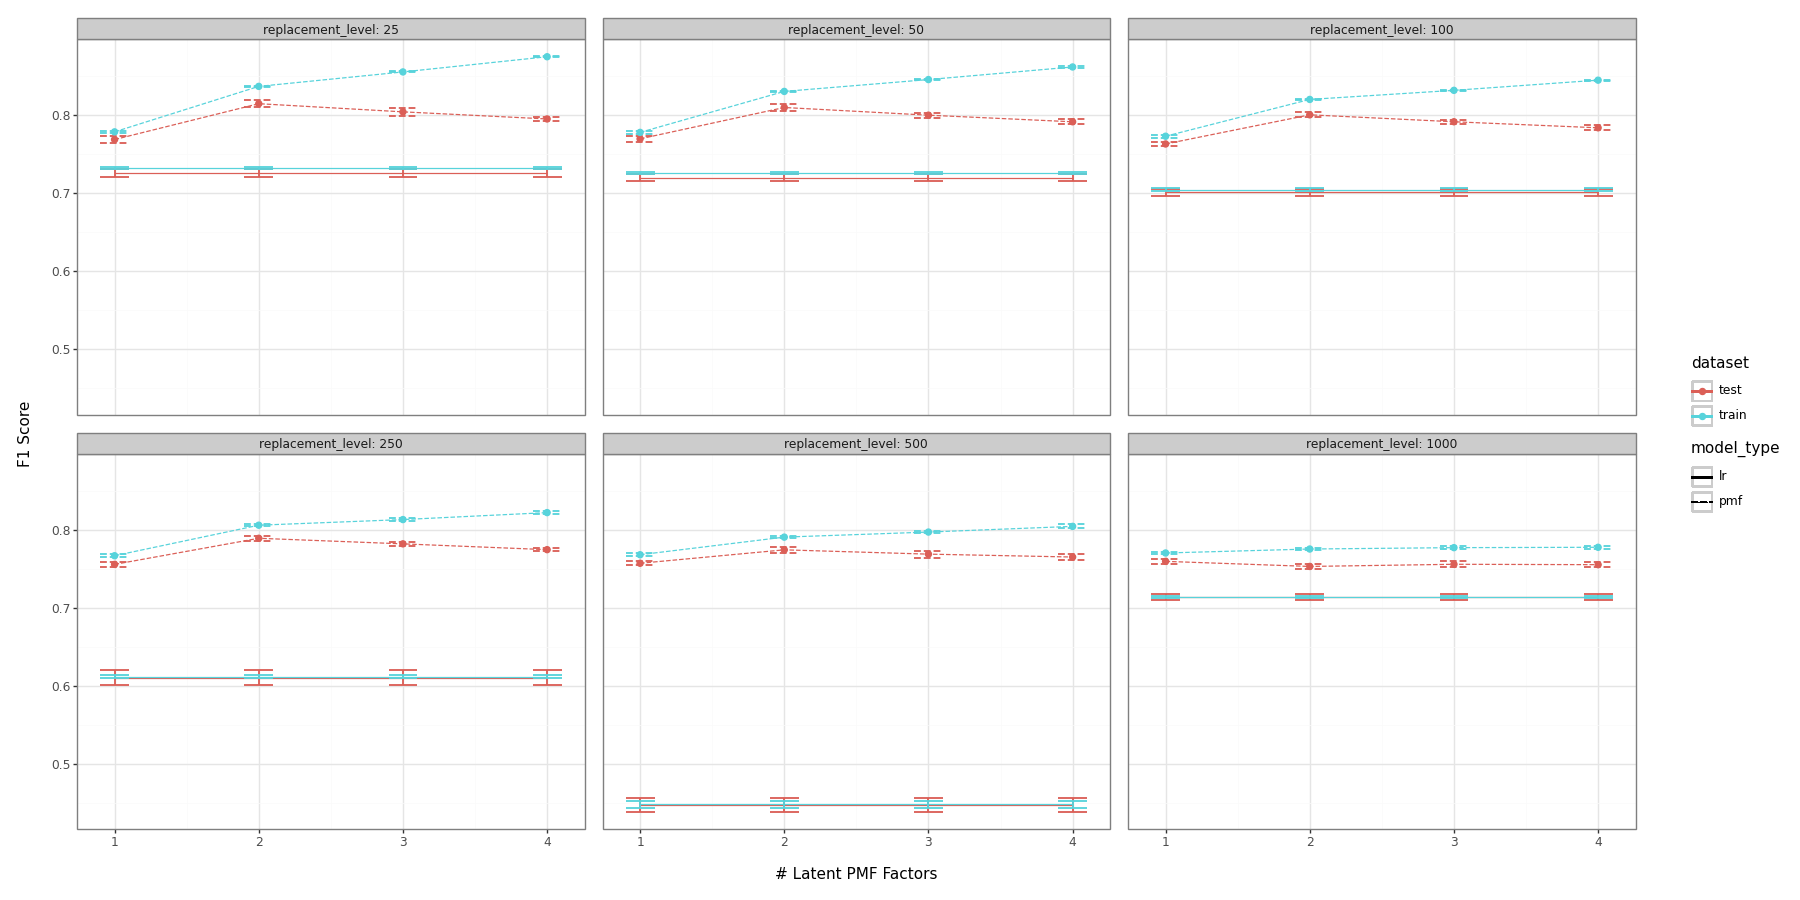 replacement_level: 25
replacement_level: 50
replacement_level: 100
0.8
0.7
0.6
0.5
replacement_level: 250
replacement_level: 500
replacement_level: 1000
0.8
0.7
0.6
0.5
1 2 3 4
1 2 3 4
1 2 3 4
# Latent PMF Factors
F1 Score
dataset
test
train
model_type
lr
pmf